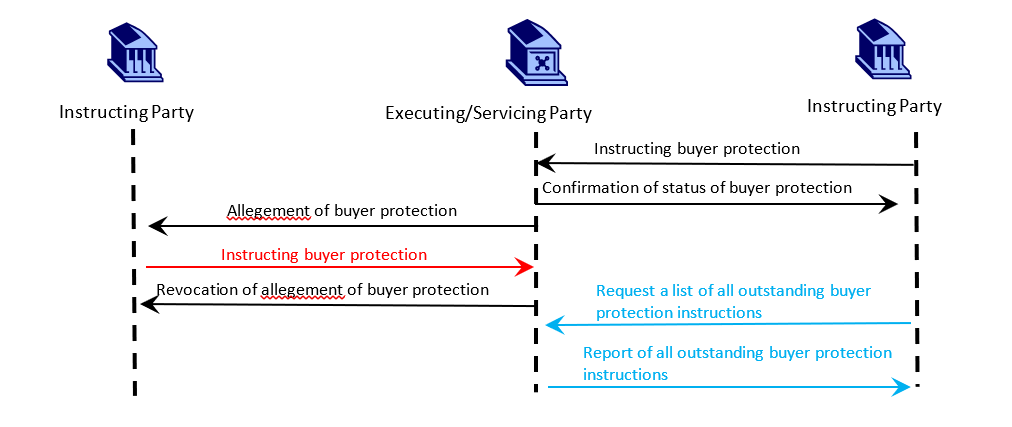 Instructing Party
Executing/Servicing Party
Instructing Party
Instructing buyer protection
Confirmation of status of buyer protection
Allegement of buyer protection
Instructing buyer protection
Revocation of allegement of buyer protection
Request a list of all outstanding buyer
protection instructions
Report of all outstanding buyer protection
instructions